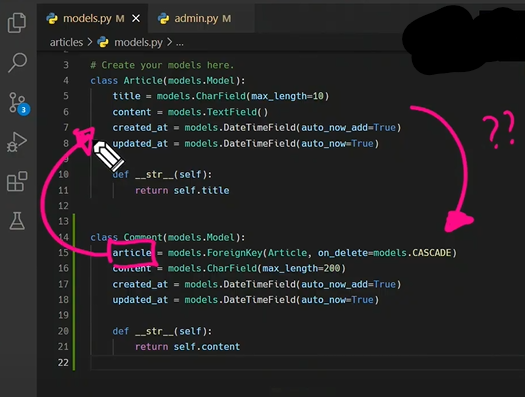 models.py M × admin.py M
articles > models.py > ...
3 # Create your models here.
4 class Article(models.Model):
5 title = models.CharField(max_length=10)
6 content = models.TextField()
7 created_at = models.DateTimeField(auto_now_add=True)
8 updated_at = models.DateTimeField(auto_now=True)
9
10 def __str__(self):
11 return self.title
12
13
14 class Comment(models.Model):
15 article = models.ForeignKey(Article, on_delete=models.CASCADE)
16 content = models.CharField(max_length=200)
17 created_at = models.DateTimeField(auto_now_add=True)
18 updated_at = models.DateTimeField(auto_now=True)
19
20 def __str__(self):
21 return self.content
22
3
??